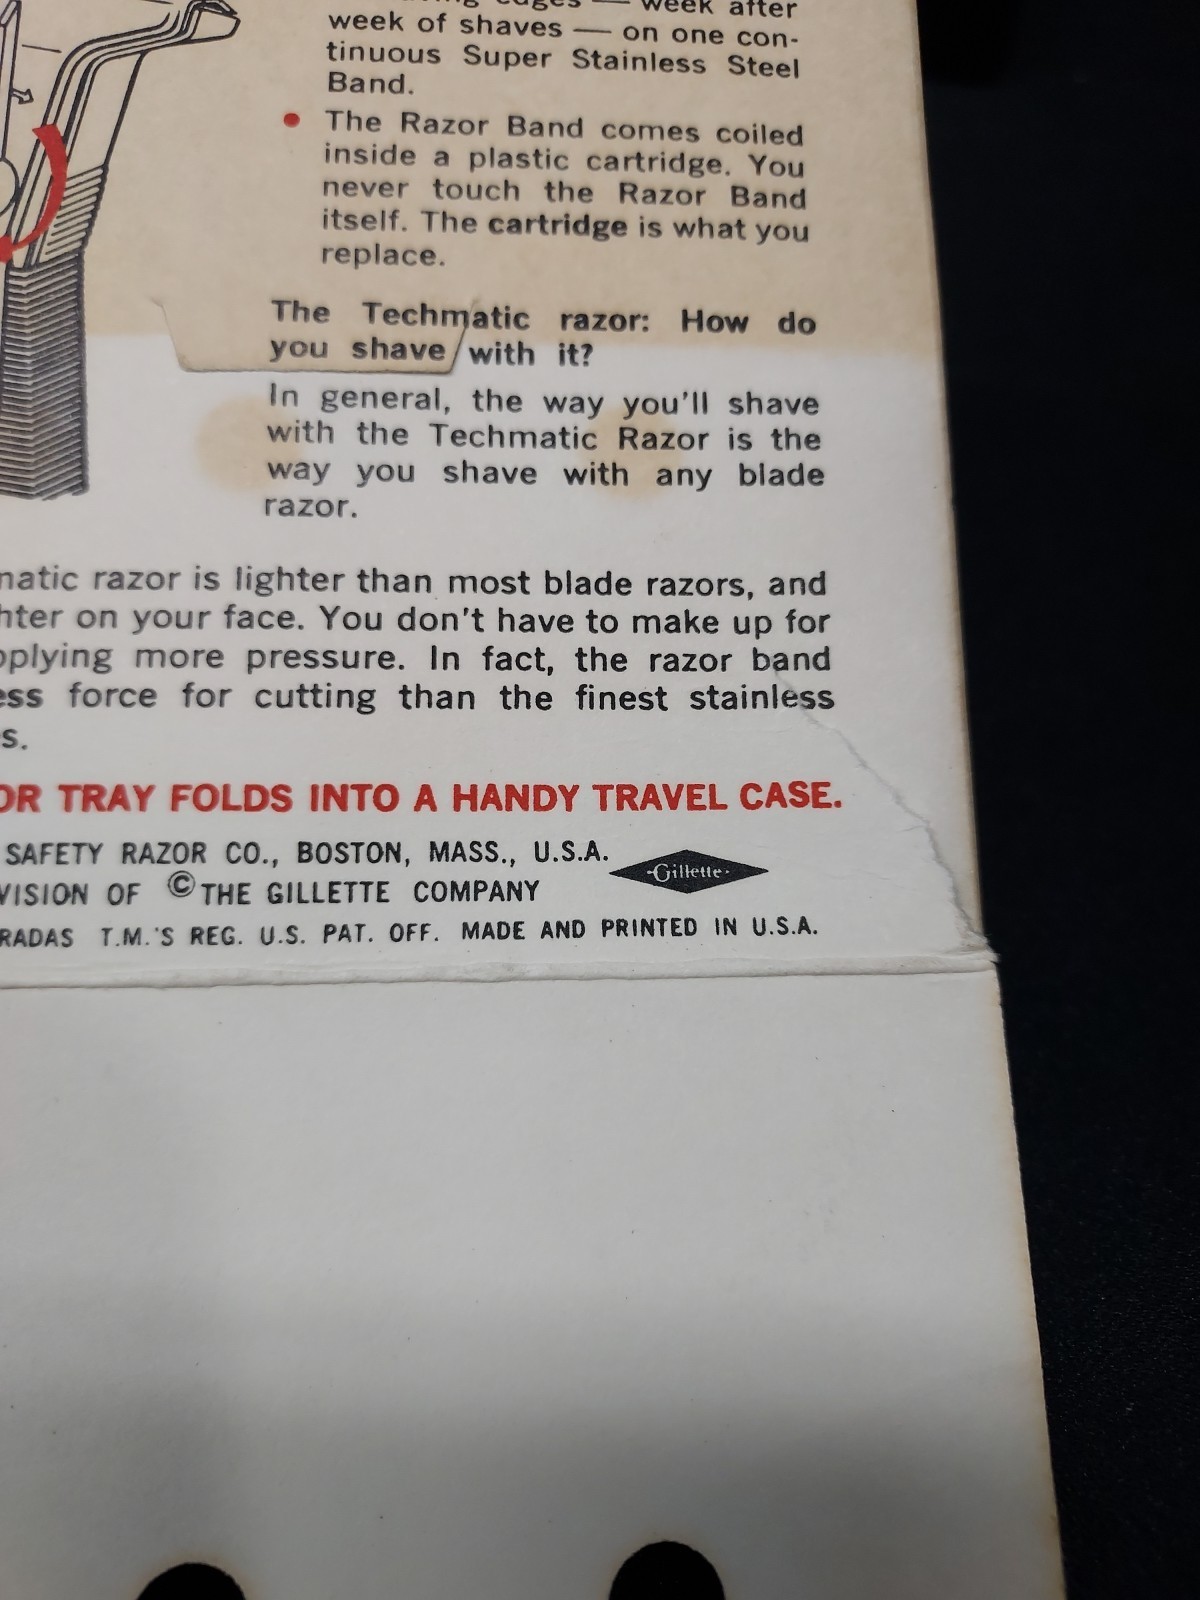 edges — week after
week of shaves — on one con-
tinuous Super Stainless Steel
Band.
• The Razor Band comes coiled
inside a plastic cartridge. You
never touch the Razor Band
itself. The cartridge is what you
replace.
The Techmatic razor: How do
you shave with it?
In general, the way you'll shave
with the Techmatic Razor is the
way you shave with any blade
razor.
matic razor is lighter than most blade razors, and
hter on your face. You don't have to make up for
pplying more pressure. In fact, the razor band
ess force for cutting than the finest stainless
s.
OR TRAY FOLDS INTO A HANDY TRAVEL CASE.
SAFETY RAZOR CO., BOSTON, MASS., U.S.A.
VISION OF © THE GILLETTE COMPANY
Gillette
RADAS T.M.'S REG. U.S. PAT. OFF. MADE AND PRINTED IN U.S.A.